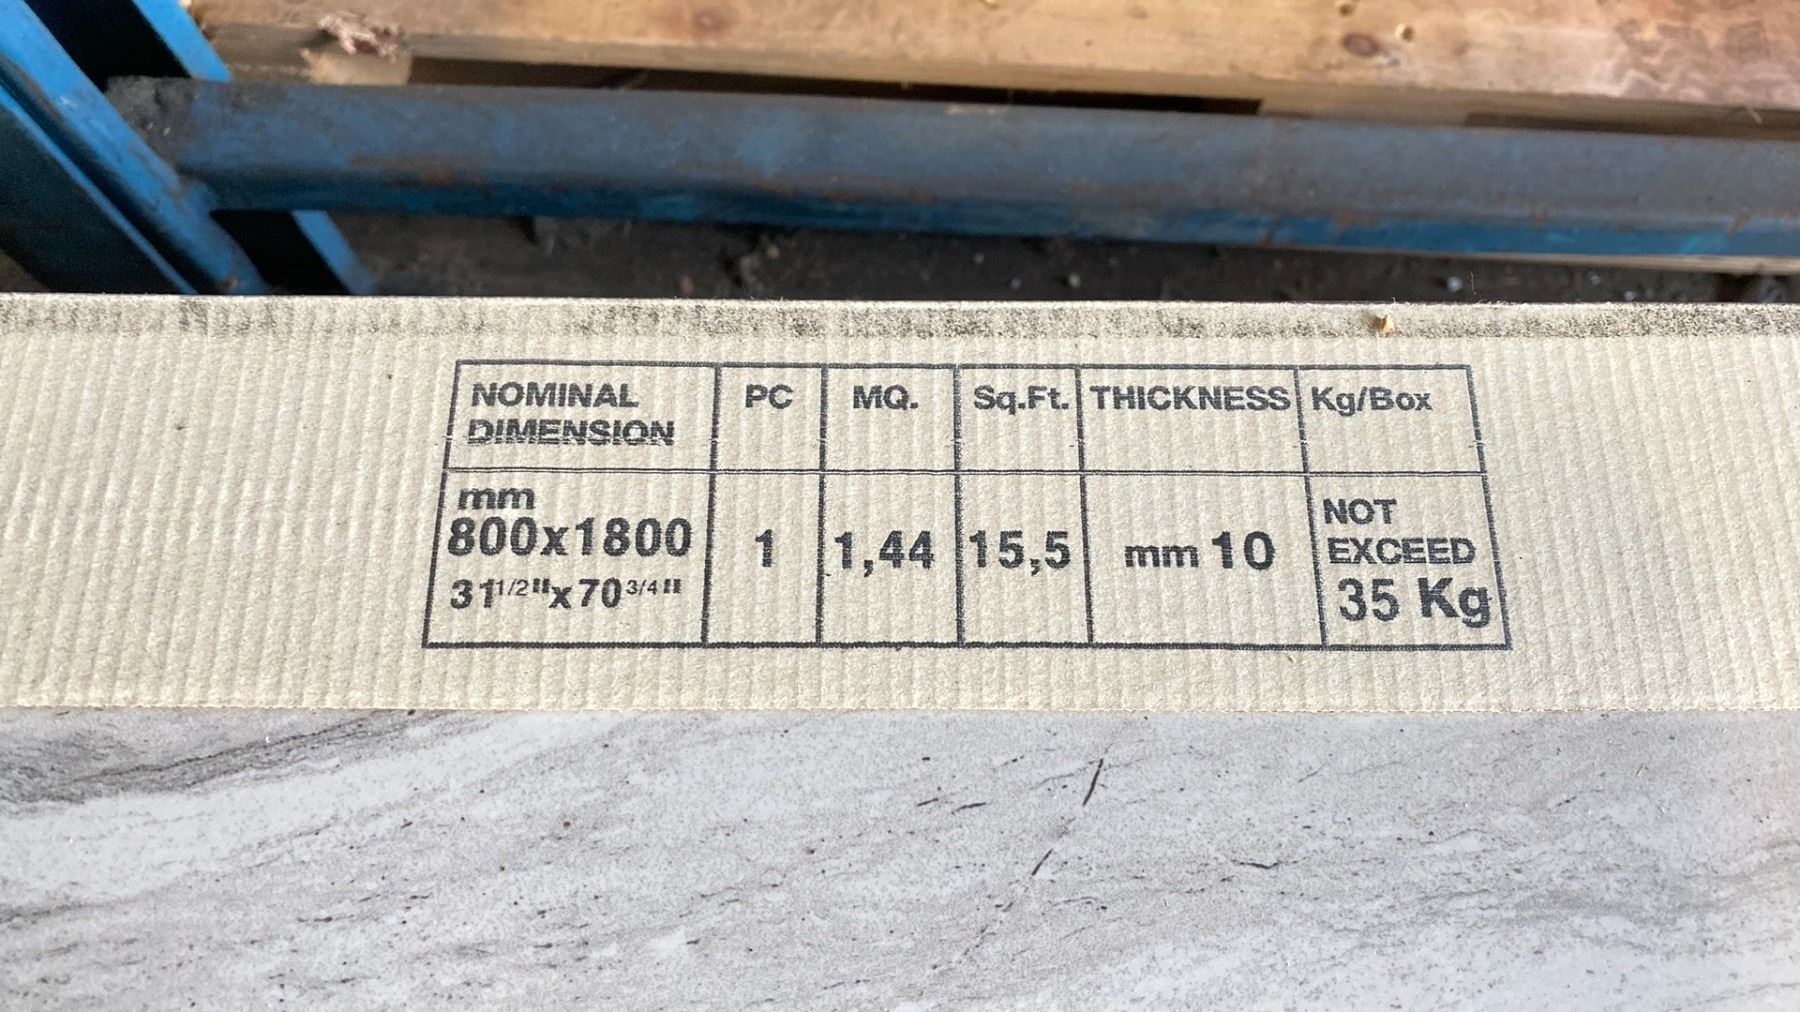 NOMINAL DIMENSION PC MQ. Sq.Ft. THICKNESS Kg/Box
mm
800x1800
31 1/2"x70 3/4"
1
1,44
15,5
mm 10
NOT
EXCEED
35 Kg